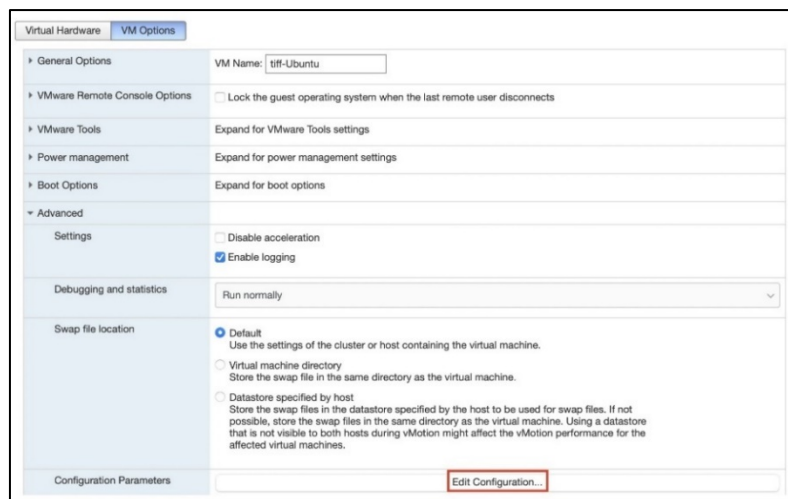 Virtual Hardware VM Options
General Options VM Name: tiff-Ubuntu
VMware Remote Console Options Lock the guest operating system when the last remote user disconnects
VMware Tools Expand for VMware Tools settings
Power management Expand for power management settings
Boot Options Expand for boot options
Advanced
Settings Disable acceleration
Enable logging
Debugging and statistics Run normally
Swap file location Default
Use the settings of the cluster or host containing the virtual machine.
Virtual machine directory
Store the swap file in the same directory as the virtual machine.
Datastore specified by host
Store the swap files in the datastore specified by the host to be used for swap files. If not
possible, store the swap files in the same directory as the virtual machine. Using a datastore
that is not visible to both hosts during vMotion might affect the vMotion performance for the
affected virtual machines.
Configuration Parameters Edit Configuration...